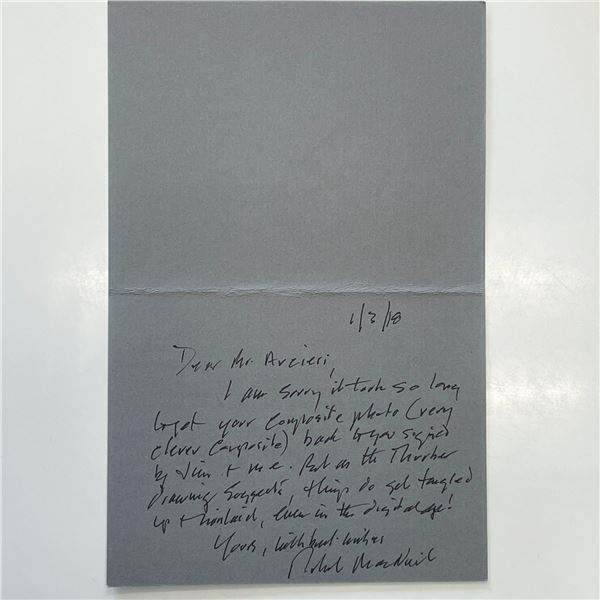 1/3/18
Dear Mr. Arcieri,
I am sorry it took so long
to get your composite photo (very
clever composite) back to you signed
by Jim + me. But as the Thurber
drawing suggests, things do get tangled
up + mislaid, even in the digital age!
Yours, with best wishes
Robert MacNeil